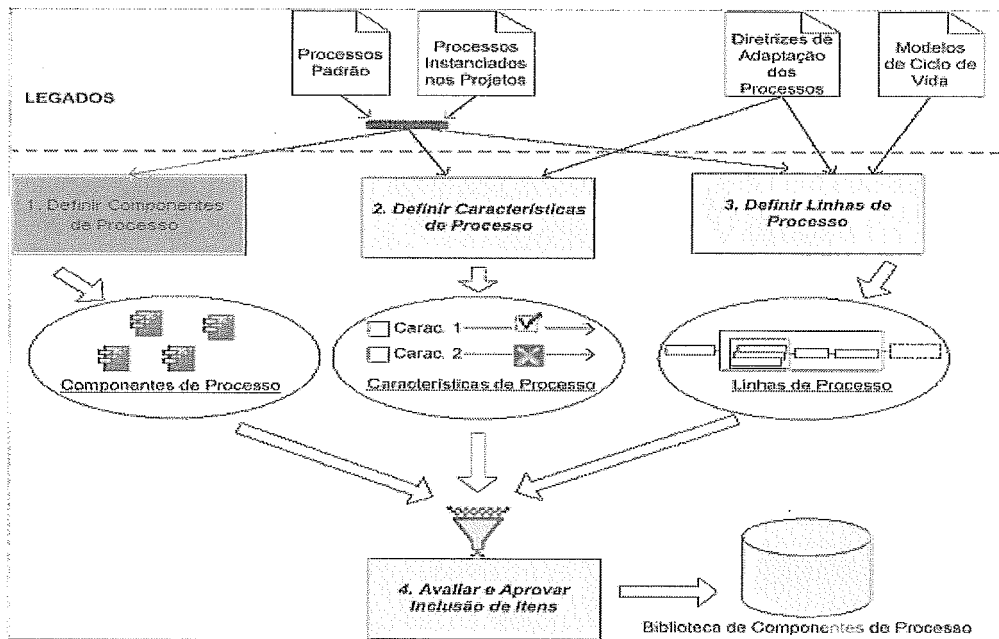 Processos
Padrão
Processos
Instanciados
nos Projetos
Diretrizes de
Adaptação
dos
Processos
Modelos
de Ciclo de
Vida
LEGADOS
1. Definir Componentes
de Processo
2. Definir Características
de Processo
3. Definir Linhas de
Processo
Carac. 1
Carac. 2
Componentes de Processo
Características de Processo
Linhas de Processo
4. Avaliar e Aprovar
Inclusão de Itens
Biblioteca de Componentes de Processo